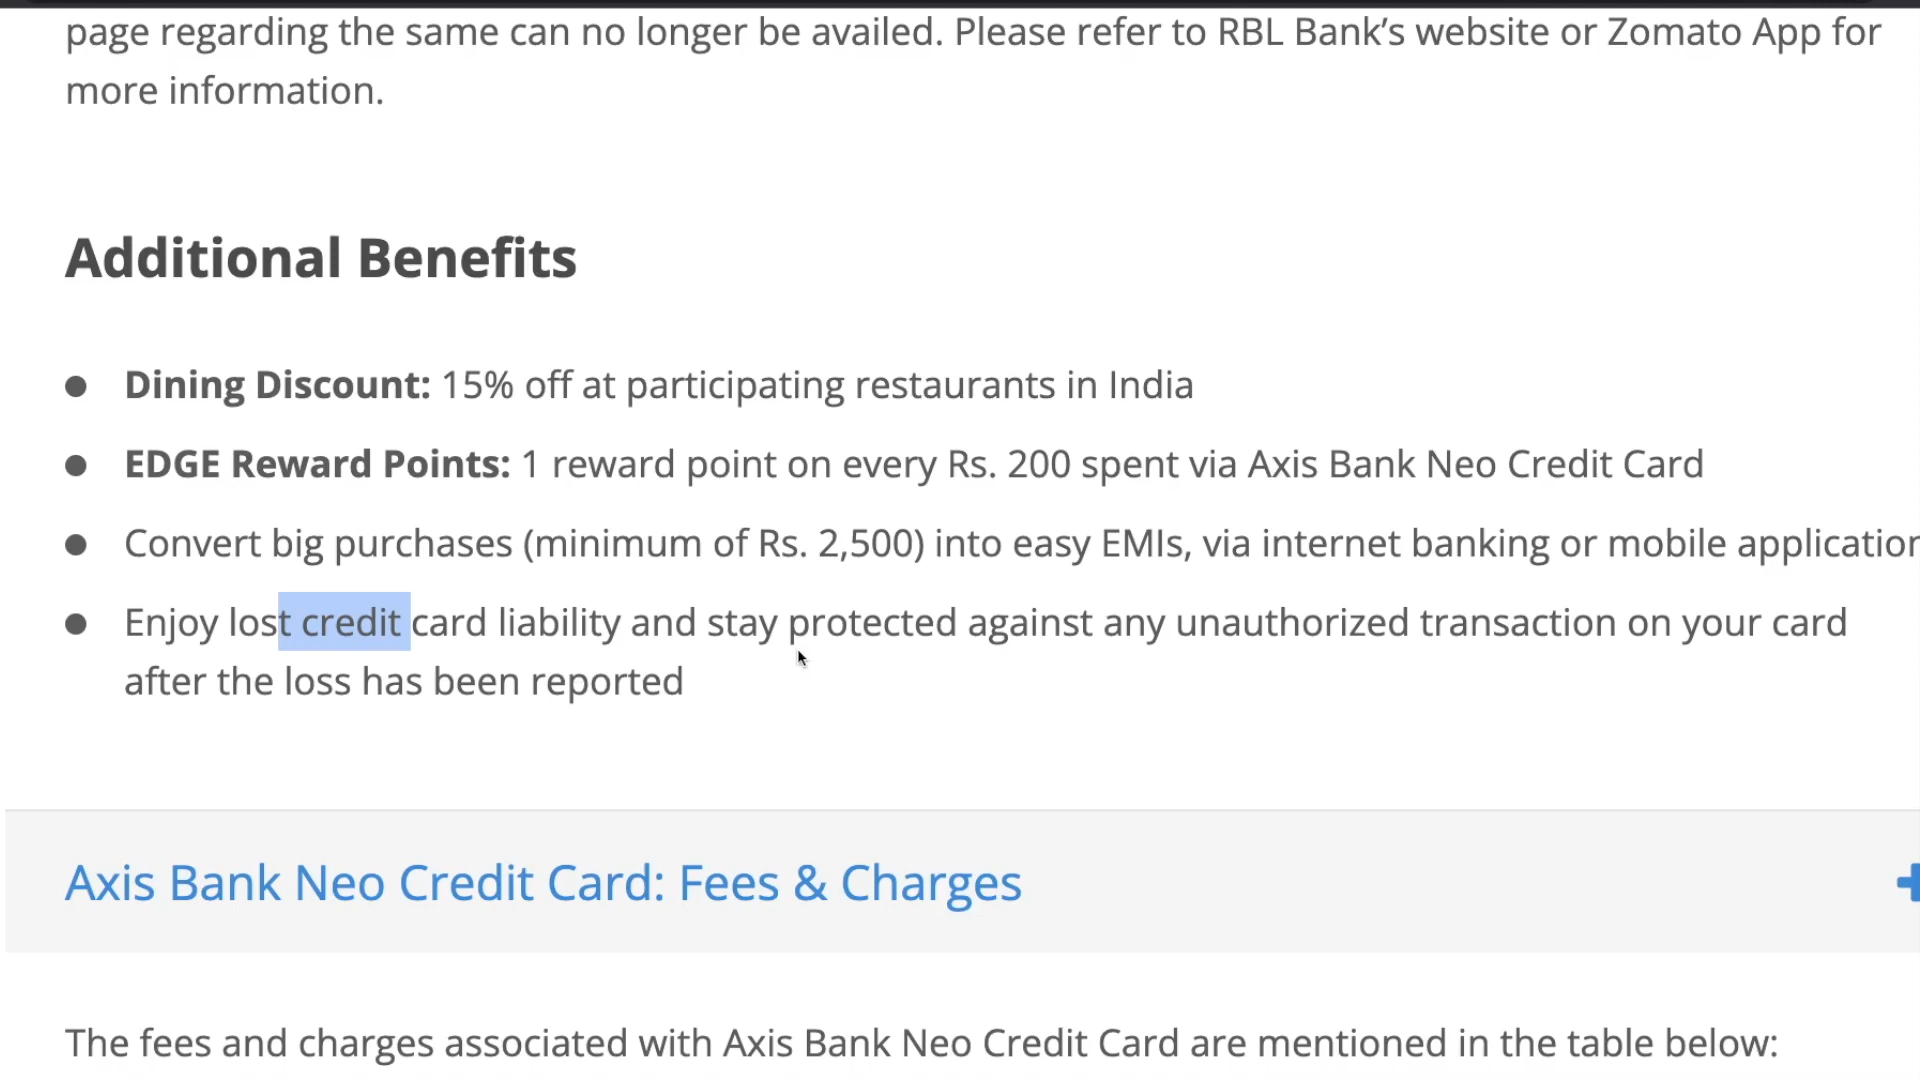 page regarding the same can no longer be availed. Please refer to RBL Bank’s website or Zomato App for
more information.
Additional Benefits
● Dining Discount: 15% off at participating restaurants in India
● EDGE Reward Points: 1 reward point on every Rs. 200 spent via Axis Bank Neo Credit Card
● Convert big purchases (minimum of Rs. 2,500) into easy EMIs, via internet banking or mobile application
● Enjoy lost credit card liability and stay protected against any unauthorized transaction on your card
after the loss has been reported
Axis Bank Neo Credit Card: Fees & Charges
The fees and charges associated with Axis Bank Neo Credit Card are mentioned in the table below: